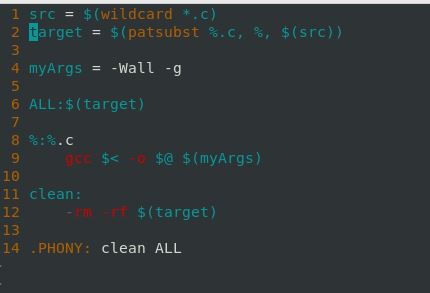 1 src = $(wildcard *.c)
2 target = $(patsubst %.c, %, $(src))
3
4 myArgs = -Wall -g
5
6 ALL:$(target)
7
8 %:%.c
9     gcc $< -o $@ $(myArgs)
10
11 clean:
12     -rm -rf $(target)
13
14 .PHONY: clean ALL
~
~